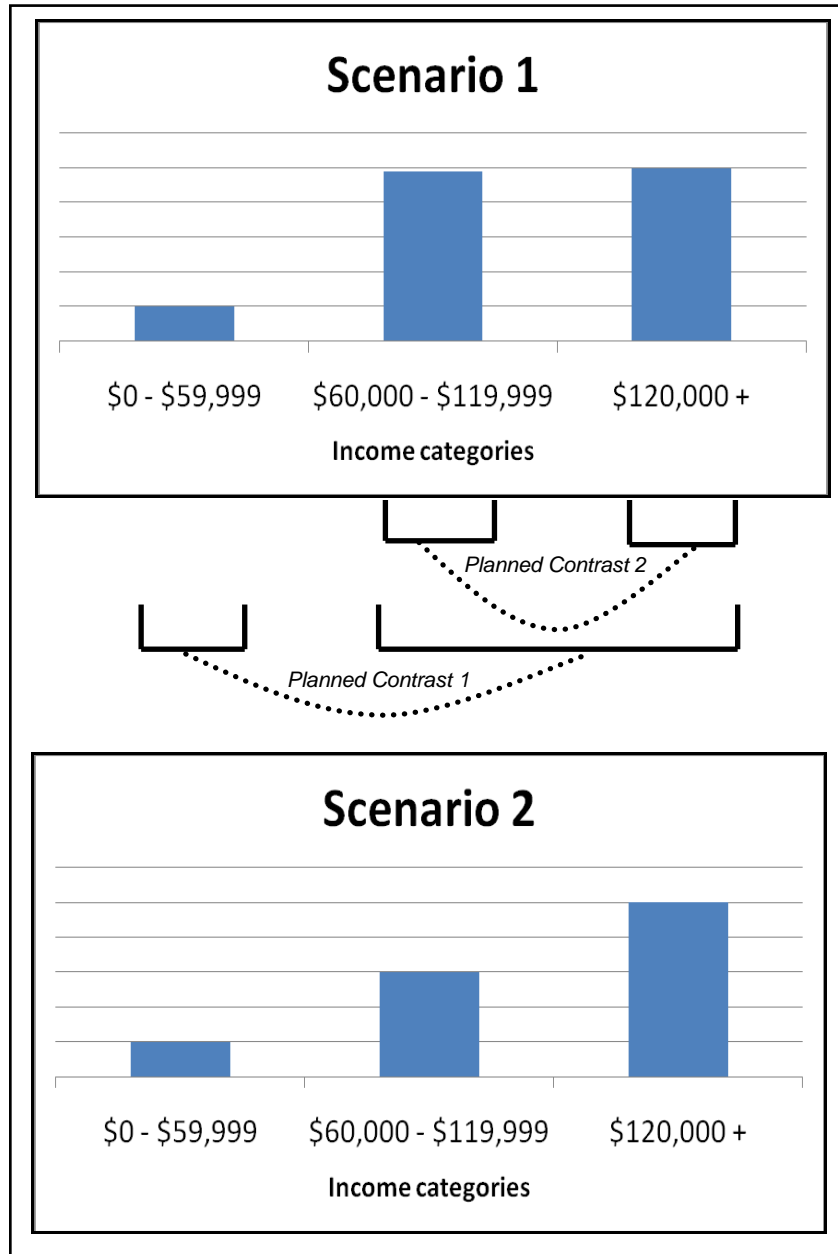 Scenario 1
$0 - $59,999 $60,000 - $119,999 $120,000 +
Income categories
Planned Contrast 2
Planned Contrast 1
Scenario 2
$0 - $59,999 $60,000 - $119,999 $120,000 +
Income categories